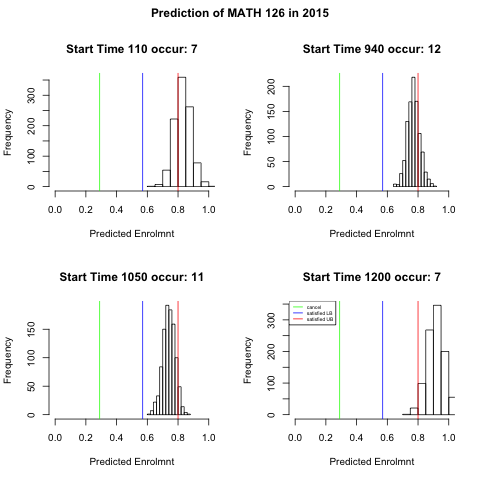 Prediction of MATH 126 in 2015
Start Time 110 occur: 7
Frequency
0 100 200 300
0.0 0.2 0.4 0.6 0.8 1.0
Predicted Enrolmnt
Start Time 940 occur: 12
Frequency
0 50 100 150 200
0.0 0.2 0.4 0.6 0.8 1.0
Predicted Enrolmnt
Start Time 1050 occur: 11
Frequency
0 50 100 150
0.0 0.2 0.4 0.6 0.8 1.0
Predicted Enrolmnt
Start Time 1200 occur: 7
cancel
satisfied LB
satisfied UB
Frequency
0 100 200 300
0.0 0.2 0.4 0.6 0.8 1.0
Predicted Enrolmnt